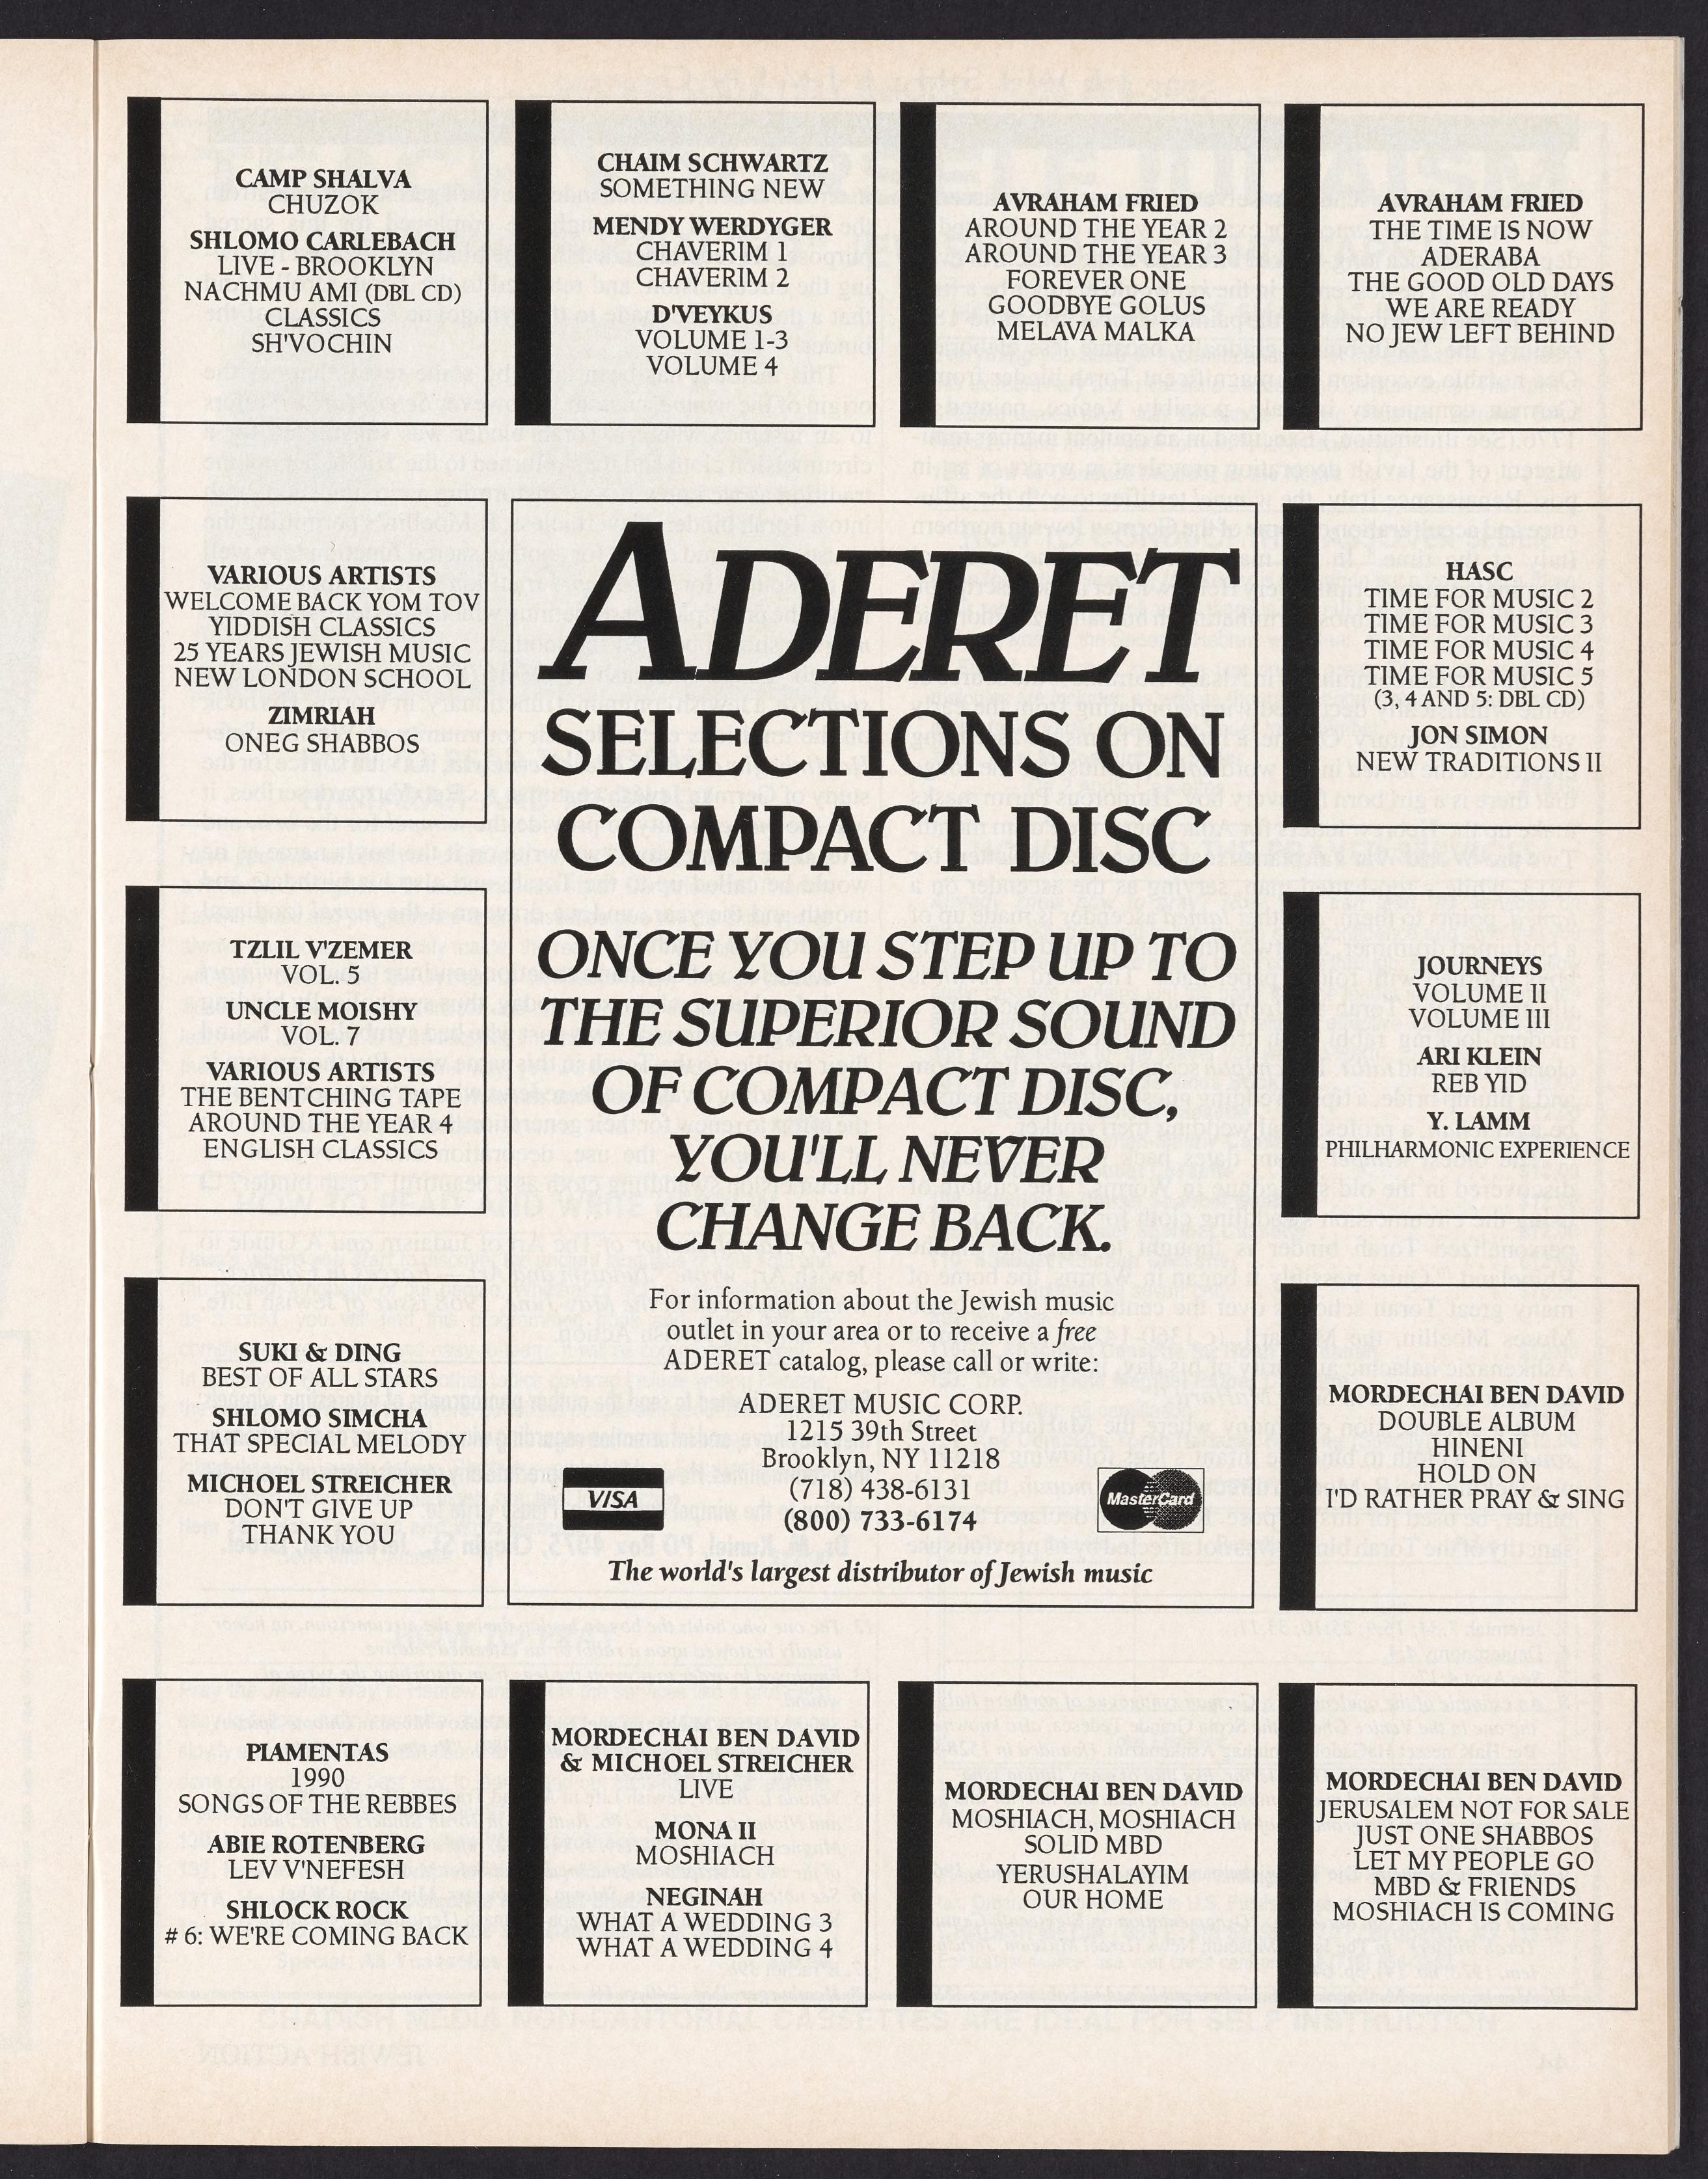 CAMP SHALVA
CHUZOK
SHLOMO CARLEBACH
LIVE - BROOKLYN
NACHMU AMI (DBL CD)
CLASSICS
SH'VOCHIN
CHAIM SCHWARTZ
SOMETHING NEW
MENDY WERDYGER
CHAVERIM 1
CHAVERIM 2
D'VEYKUS
VOLUME 1-3
VOLUME 4
AVRAHAM FRIED
AROUND THE YEAR 2
AROUND THE YEAR 3
FOREVER ONE
GOODBYE GOLUS
MELAVA MALKA
AVRAHAM FRIED
THE TIME IS NOW
ADERABA
THE GOOD OLD DAYS
WE ARE READY
NO JEW LEFT BEHIND
VARIOUS ARTISTS
WELCOME BACK YOM TOV
YIDDISH CLASSICS
25 YEARS JEWISH MUSIC
NEW LONDON SCHOOL
ZIMRIAH
ONEG SHABBOS
TZLIL V'ZEMER
VOL. 5
UNCLE MOISHY
VOL. 7
VARIOUS ARTISTS
THE BENTCHING TAPE
AROUND THE YEAR 4
ENGLISH CLASSICS
SUKI & DING
BEST OF ALL STARS
SHLOMO SIMCHA
THAT SPECIAL MELODY
MICHOEL STREICHER
DON'T GIVE UP
THANK YOU
ADERET
SELECTIONS ON
COMPACT DISC
ONCE YOU STEP UP TO
THE SUPERIOR SOUND
OF COMPACT DISC,
YOU'LL NEVER
CHANGE BACK.
For information about the Jewish music
outlet in your area or to receive a free
ADERET catalog, please call or write:
ADERET MUSIC CORP.
1215 39th Street
Brooklyn, NY 11218
(718) 438-6131
(800) 733-6174
VISA
MasterCard
The world's largest distributor of Jewish music
HASC
TIME FOR MUSIC 2
TIME FOR MUSIC 3
TIME FOR MUSIC 4
TIME FOR MUSIC 5
(3, 4 AND 5: DBL CD)
JON SIMON
NEW TRADITIONS II
JOURNEYS
VOLUME II
VOLUME III
ARI KLEIN
REB YID
Y. LAMM
PHILHARMONIC EXPERIENCE
MORDECHAI BEN DAVID
DOUBLE ALBUM
HINENI
HOLD ON
I'D RATHER PRAY & SING
PIAMENTAS
1990
SONGS OF THE REBBES
ABIE ROTENBERG
LEV V'NEFESH
SHLOCK ROCK
# 6: WE'RE COMING BACK
MORDECHAI BEN DAVID
& MICHOEL STREICHER
LIVE
MONA II
MOSHIACH
NEGINAH
WHAT A WEDDING 3
WHAT A WEDDING 4
MORDECHAI BEN DAVID
MOSHIACH, MOSHIACH
SOLID MBD
YERUSHALAYIM
OUR HOME
MORDECHAI BEN DAVID
JERUSALEM NOT FOR SALE
JUST ONE SHABBOS
LET MY PEOPLE GO
MBD & FRIENDS
MOSHIACH IS COMING